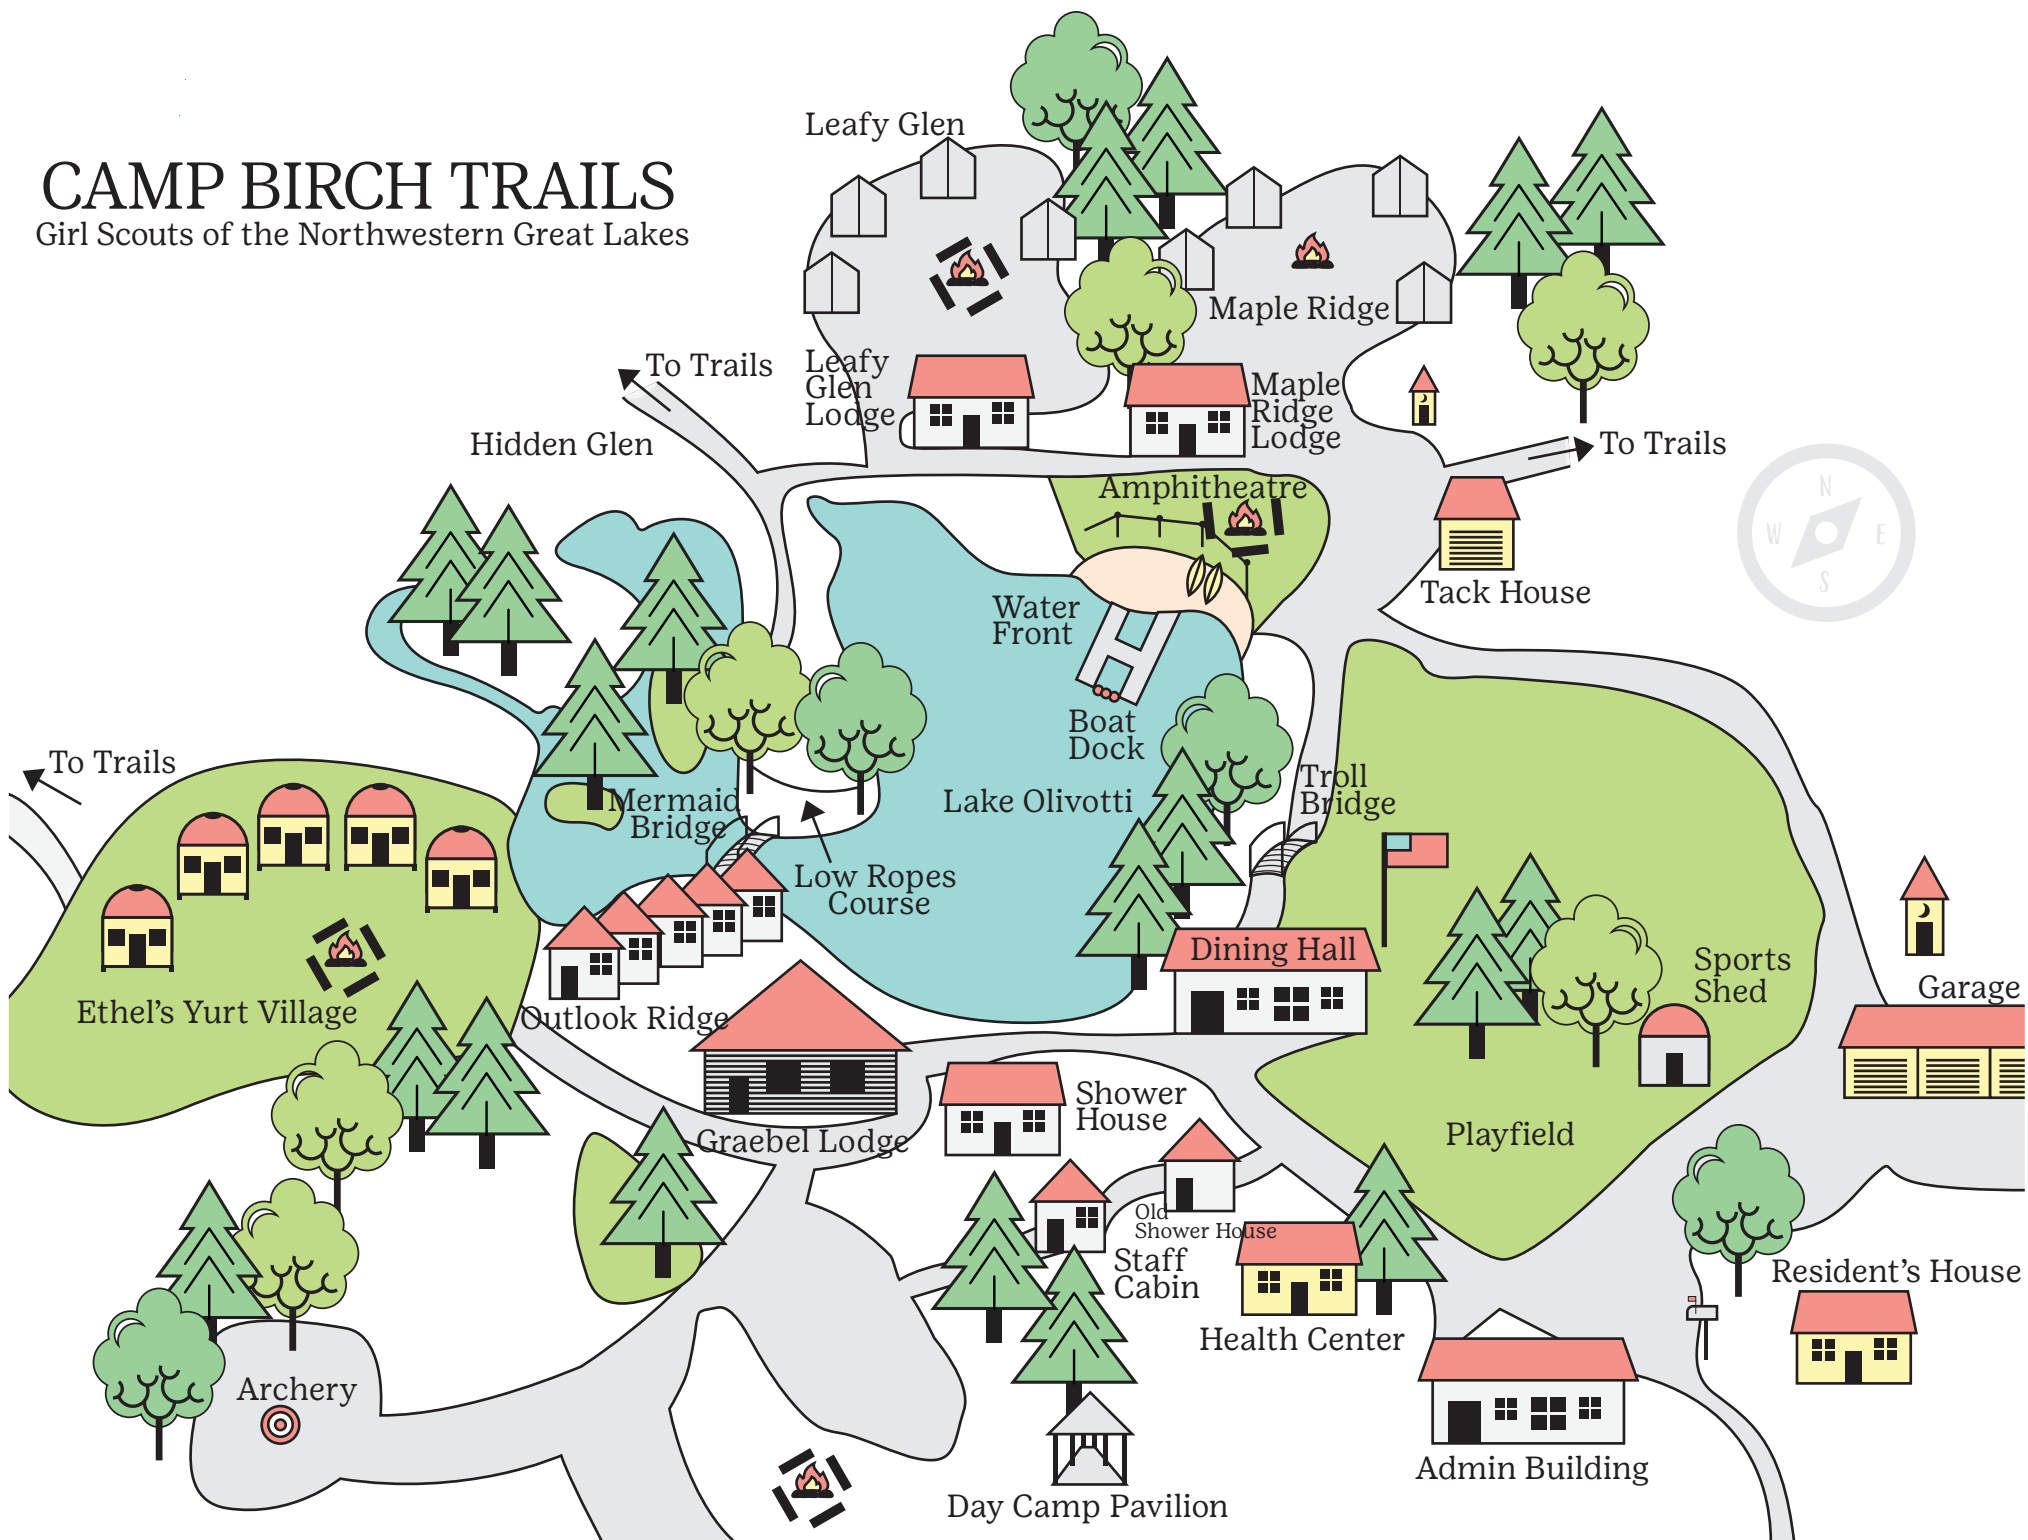 CAMP BIRCH TRAILS
Girl Scouts of the Northwestern Great Lakes
Leafy Glen
Maple Ridge
To Trails
Leafy
Glen
Lodge
Maple
Ridge
Lodge
Hidden Glen
To Trails
Amphitheatre
N
W
E
S
Tack House
Water
Front
Boat
Dock
To Trails
Mermaid
Bridge
Lake Olivotti
Troll
Bridge
Low Ropes
Course
Dining Hall
Sports
Shed
Garage
Ethel's Yurt Village
Outlook Ridge
Shower
House
Graebel Lodge
Playfield
Old
Shower House
Staff
Cabin
Resident's House
Health Center
Archery
Admin Building
Day Camp Pavilion